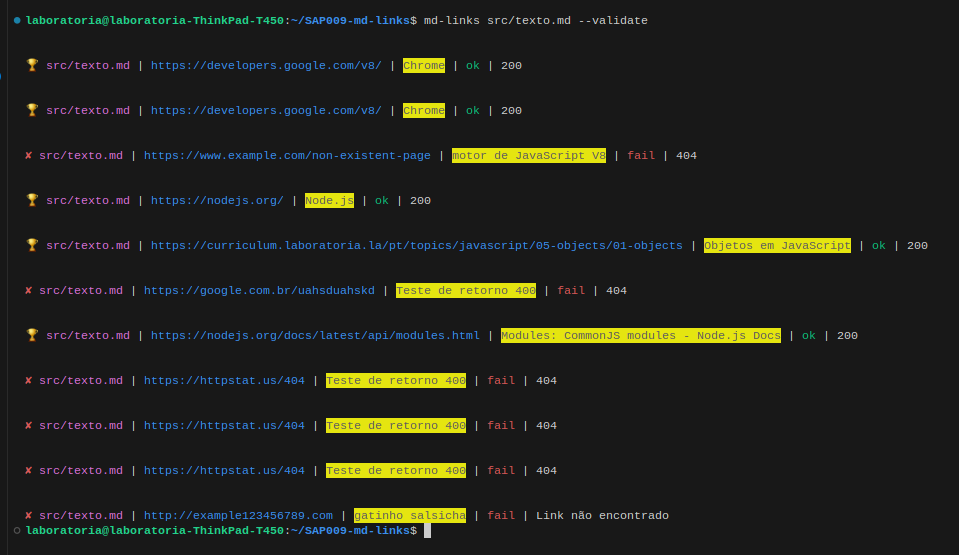 laboratoria@laboratoria-ThinkPad-T450:~/SAP009-md-links$ md-links src/texto.md --validate
🏆 src/texto.md | https://developers.google.com/v8/ | Chrome | ok | 200
🏆 src/texto.md | https://developers.google.com/v8/ | Chrome | ok | 200
✘ src/texto.md | https://www.example.com/non-existent-page | motor de JavaScript V8 | fail | 404
🏆 src/texto.md | https://nodejs.org/ | Node.js | ok | 200
🏆 src/texto.md | https://curriculum.laboratoria.la/pt/topics/javascript/05-objects/01-objects | Objetos em JavaScript | ok | 200
✘ src/texto.md | https://google.com.br/uahsduahskd | Teste de retorno 400 | fail | 404
🏆 src/texto.md | https://nodejs.org/docs/latest/api/modules.html | Modules: CommonJS modules - Node.js Docs | ok | 200
✘ src/texto.md | https://httpstat.us/404 | Teste de retorno 400 | fail | 404
✘ src/texto.md | https://httpstat.us/404 | Teste de retorno 400 | fail | 404
✘ src/texto.md | https://httpstat.us/404 | Teste de retorno 400 | fail | 404
✘ src/texto.md | http://example123456789.com | gatinho salsicha | fail | Link não encontrado
laboratoria@laboratoria-ThinkPad-T450:~/SAP009-md-links$